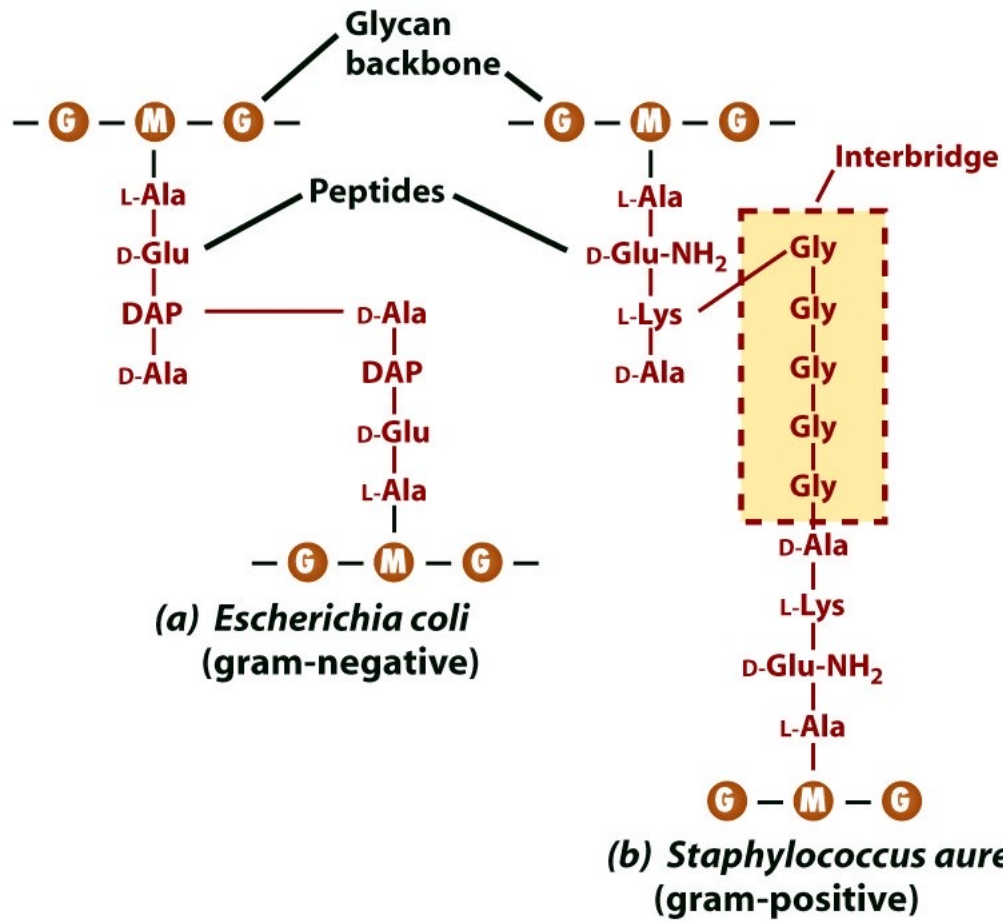 Glycan
backbone
G M G
G M G
Interbridge
L-Ala
Peptides
L-Ala
D-Glu
D-Glu-NH₂
Gly
DAP
D-Ala
L-Lys
Gly
D-Ala
DAP
D-Ala
Gly
D-Glu
Gly
L-Ala
Gly
G M G
D-Ala
(a) Escherichia coli
(gram-negative)
L-Lys
D-Glu-NH₂
L-Ala
G M G
(b) Staphylococcus aure
(gram-positive)